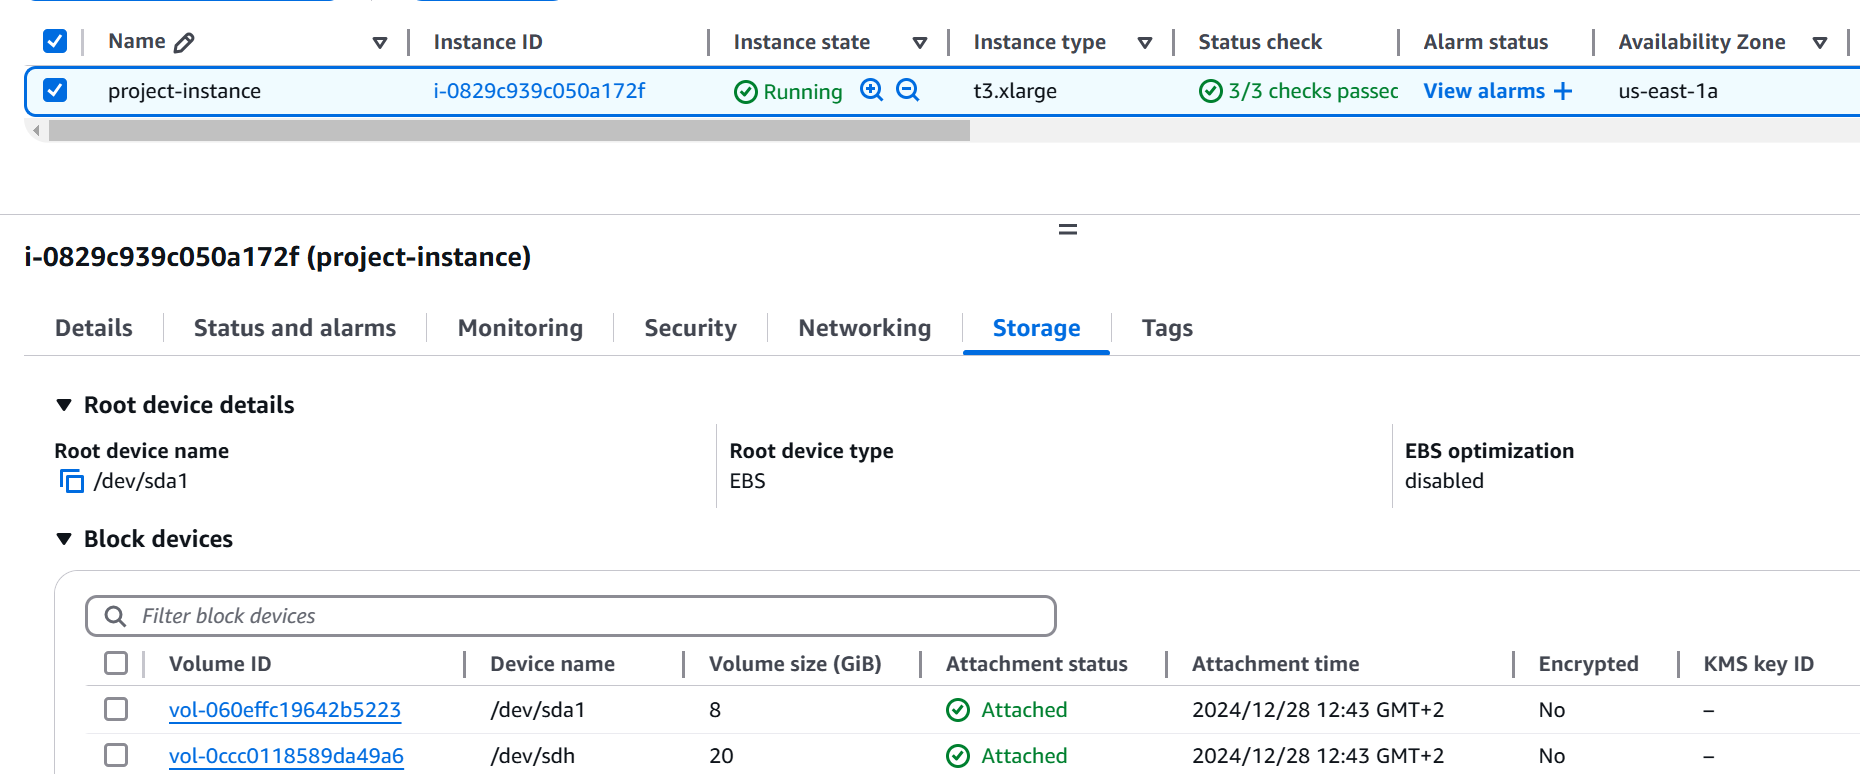 Name Instance ID Instance state Instance type Status check Alarm status Availability Zone
project-instance i-0829c939c050a172f Running t3.xlarge 3/3 checks passec View alarms + us-east-1a
i-0829c939c050a172f (project-instance)
Details Status and alarms Monitoring Security Networking Storage Tags
Root device details
Root device name Root device type EBS optimization
/dev/sda1 EBS disabled
Block devices
Filter block devices
Volume ID Device name Volume size (GiB) Attachment status Attachment time Encrypted KMS key ID
vol-060effc19642b5223 /dev/sda1 8 Attached 2024/12/28 12:43 GMT+2 No –
vol-0ccc0118589da49a6 /dev/sdh 20 Attached 2024/12/28 12:43 GMT+2 No –